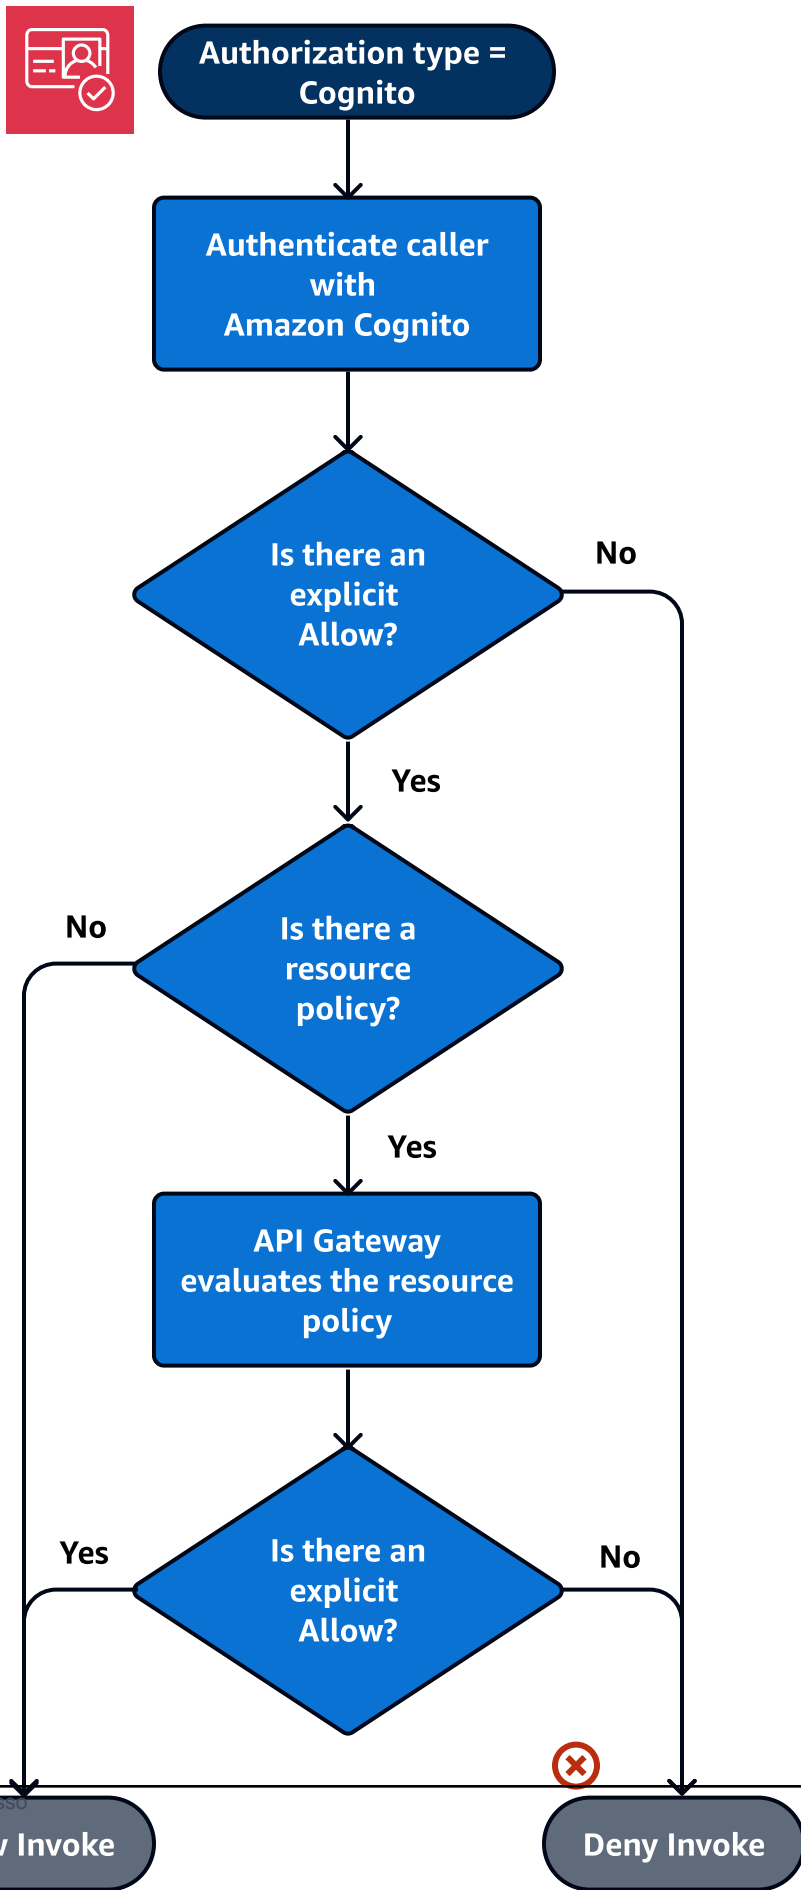 Authorization type =
Cognito
Authenticate caller
with
Amazon Cognito
Is there an
explicit
Allow?
No
Yes
Is there a
resource
policy?
No
Yes
API Gateway
evaluates the resource
policy
Is there an
explicit
Allow?
Yes
No
Invoke
Deny Invoke